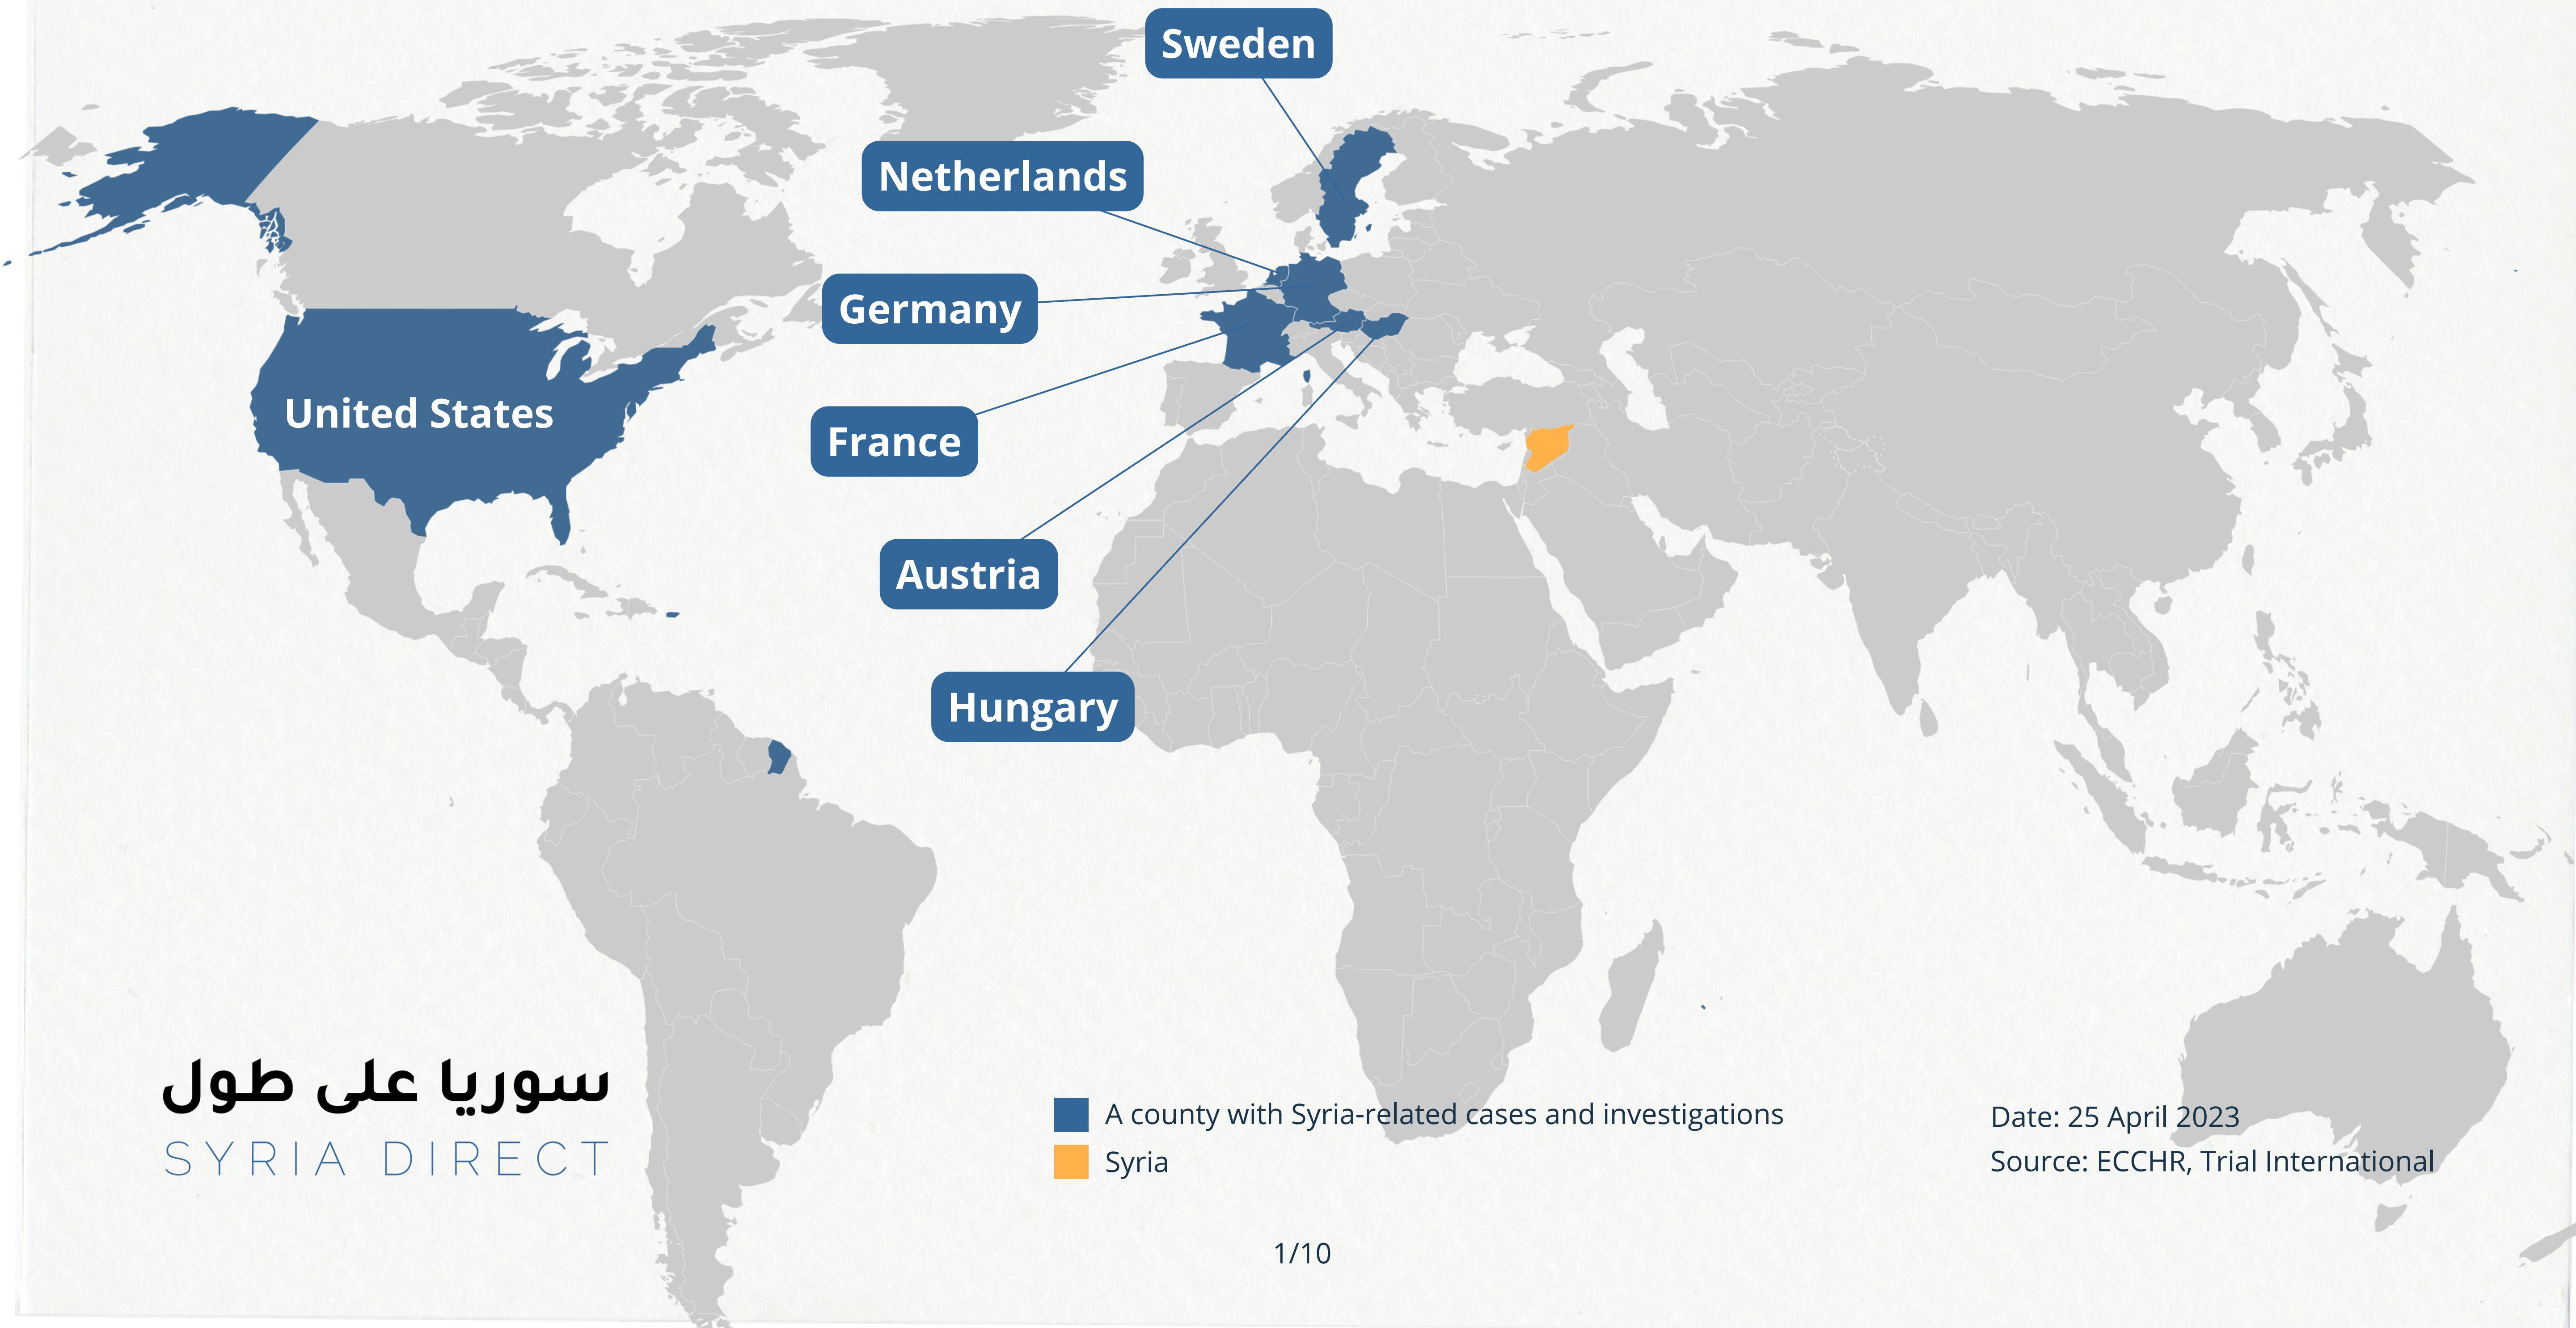 Sweden
Netherlands
Germany
United States
France
Austria
Hungary
سوريا على طول
SYRIA DIRECT
A county with Syria-related cases and investigations
Syria
Date: 25 April 2023
Source: ECCHR, Trial International
1/10